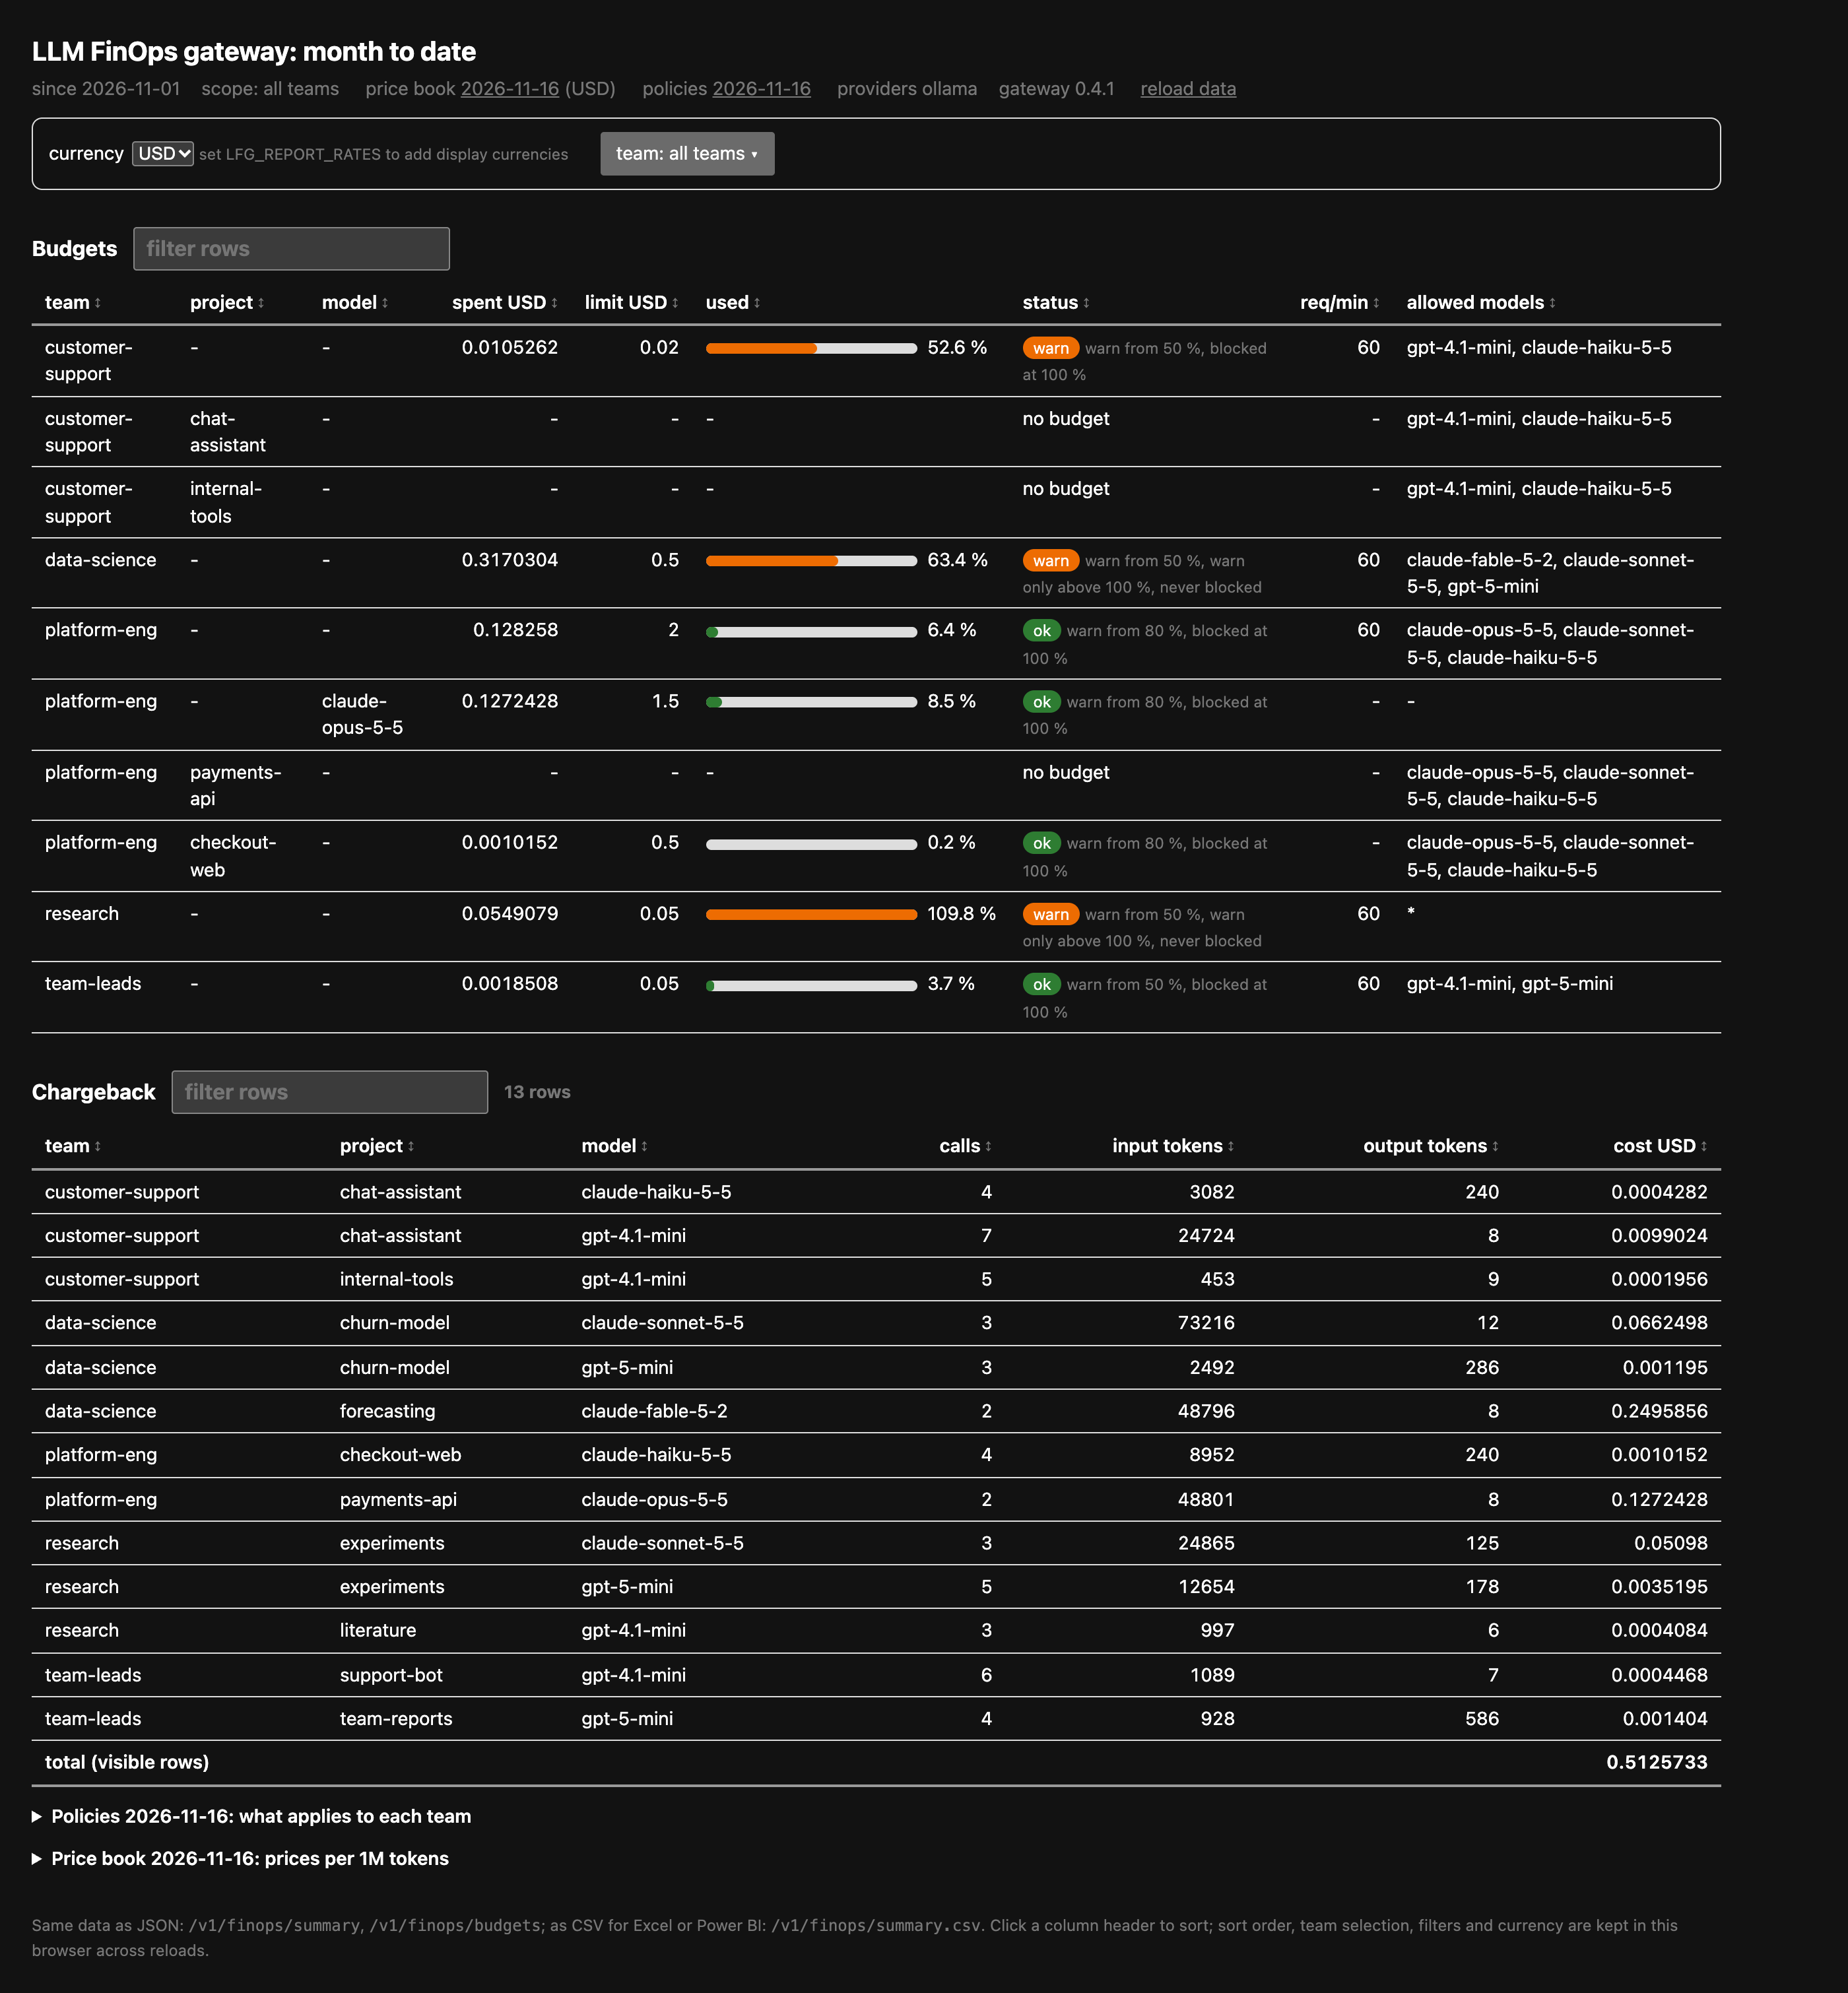 LLM FinOps gateway: month to date
since 2026-11-01 scope: all teams price book 2026-11-16 (USD) policies 2026-11-16 providers ollama gateway 0.4.1 reload data
currency USD set LFG_REPORT_RATES to add display currencies team: all teams ▾
Budgets filter rows
team ↕ project ↕ model ↕ spent USD ↕ limit USD ↕ used ↕ status ↕ req/min ↕ allowed models ↕
customer- - - 0.0105262 0.02 52.6 % warn warn from 50 %, blocked 60 gpt-4.1-mini, claude-haiku-5-5
support at 100 %
customer- chat- - - - - no budget - gpt-4.1-mini, claude-haiku-5-5
support assistant
customer- internal- - - - - no budget - gpt-4.1-mini, claude-haiku-5-5
support tools
data-science - - 0.3170304 0.5 63.4 % warn warn from 50 %, warn 60 claude-fable-5-2, claude-sonnet-
only above 100 %, never blocked 5-5, gpt-5-mini
platform-eng - - 0.128258 2 6.4 % ok warn from 80 %, blocked at 60 claude-opus-5-5, claude-sonnet-
100 % 5-5, claude-haiku-5-5
platform-eng - claude- 0.1272428 1.5 8.5 % ok warn from 80 %, blocked at - -
opus-5-5 100 %
platform-eng payments- - - - - no budget - claude-opus-5-5, claude-sonnet-
api 5-5, claude-haiku-5-5
platform-eng checkout- - 0.0010152 0.5 0.2 % ok warn from 80 %, blocked at - claude-opus-5-5, claude-sonnet-
web 100 % 5-5, claude-haiku-5-5
research - - 0.0549079 0.05 109.8 % warn warn from 50 %, warn 60 *
only above 100 %, never blocked
team-leads - - 0.0018508 0.05 3.7 % ok warn from 50 %, blocked at 60 gpt-4.1-mini, gpt-5-mini
100 %
Chargeback filter rows 13 rows
team ↕ project ↕ model ↕ calls ↕ input tokens ↕ output tokens ↕ cost USD ↕
customer-support chat-assistant claude-haiku-5-5 4 3082 240 0.0004282
customer-support chat-assistant gpt-4.1-mini 7 24724 8 0.0099024
customer-support internal-tools gpt-4.1-mini 5 453 9 0.0001956
data-science churn-model claude-sonnet-5-5 3 73216 12 0.0662498
data-science churn-model gpt-5-mini 3 2492 286 0.001195
data-science forecasting claude-fable-5-2 2 48796 8 0.2495856
platform-eng checkout-web claude-haiku-5-5 4 8952 240 0.0010152
platform-eng payments-api claude-opus-5-5 2 48801 8 0.1272428
research experiments claude-sonnet-5-5 3 24865 125 0.05098
research experiments gpt-5-mini 5 12654 178 0.0035195
research literature gpt-4.1-mini 3 997 6 0.0004084
team-leads support-bot gpt-4.1-mini 6 1089 7 0.0004468
team-leads team-reports gpt-5-mini 4 928 586 0.001404
total (visible rows) 0.5125733
▶ Policies 2026-11-16: what applies to each team
▶ Price book 2026-11-16: prices per 1M tokens
Same data as JSON: /v1/finops/summary, /v1/finops/budgets; as CSV for Excel or Power BI: /v1/finops/summary.csv. Click a column header to sort; sort order, team selection, filters and currency are kept in this
browser across reloads.